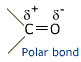 δ⁺ δ⁻
C=O
Polar bond